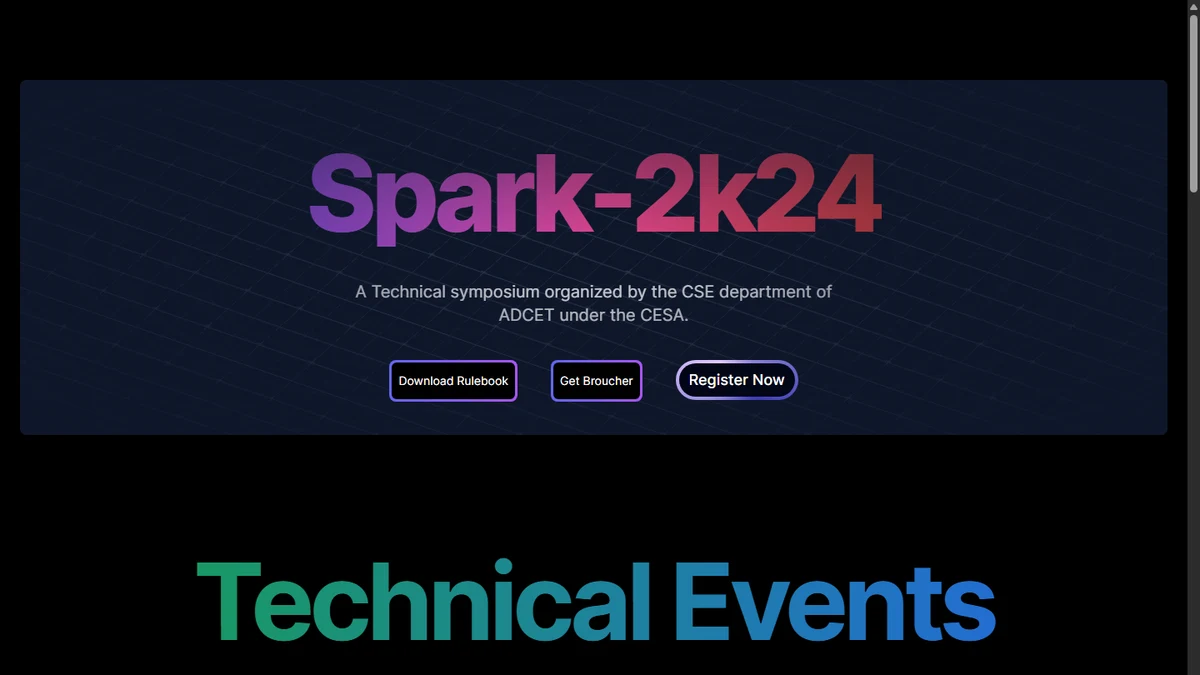 Spark-2k24
A Technical symposium organized by the CSE department of
ADCET under the CESA.
Download Rulebook
Get Broucher
Register Now
Technical Events